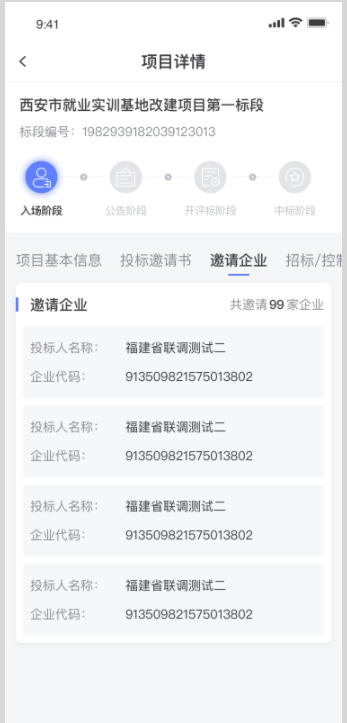 9:41
项目详情
西安市就业实训基地改建项目第一标段
标段编号：1982939182039123013
入场阶段 公告阶段 开评标阶段 中标阶段
项目基本信息 投标邀请书 邀请企业 招标/控制
邀请企业 共邀请99家企业
投标人名称： 福建省联调测试二
企业代码： 913509821575013802
投标人名称： 福建省联调测试二
企业代码： 913509821575013802
投标人名称： 福建省联调测试二
企业代码： 913509821575013802
投标人名称： 福建省联调测试二
企业代码： 913509821575013802